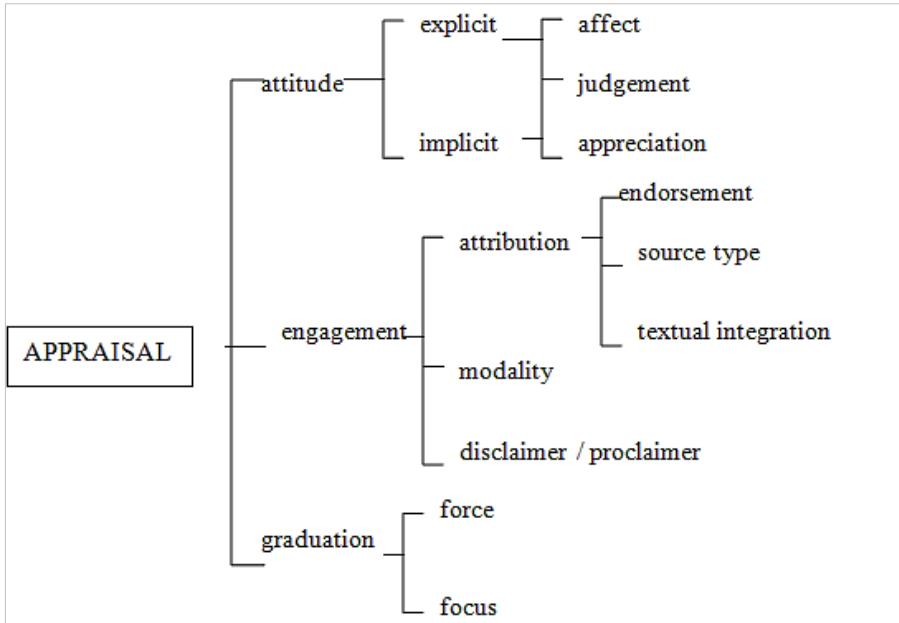 explicit
affect
attitude
judgement
implicit
appreciation
endorsement
attribution
source type
engagement
textual integration
APPRAISAL
modality
disclaimer / proclaimer
force
graduation
focus